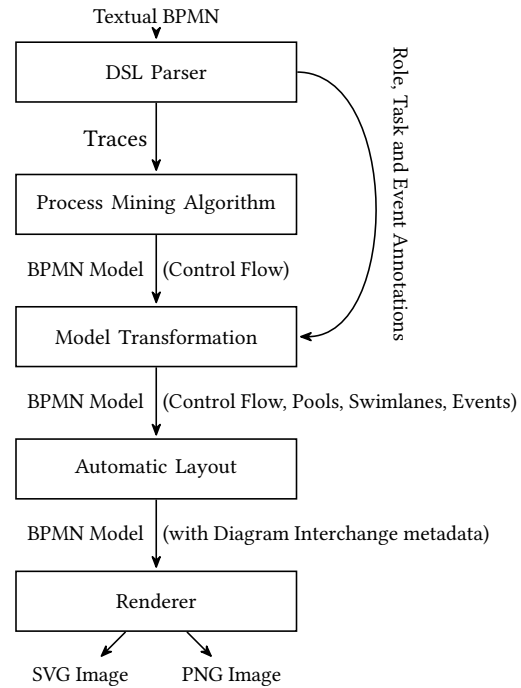 Textual BPMN
DSL Parser
Role, Task and Event Annotations
Traces
Process Mining Algorithm
BPMN Model (Control Flow)
Model Transformation
BPMN Model (Control Flow, Pools, Swimlanes, Events)
Automatic Layout
BPMN Model (with Diagram Interchange metadata)
Renderer
SVG Image PNG Image